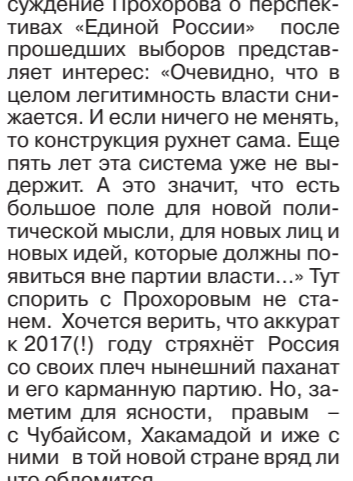 суждение Прохорова о перспек-
тивах «Единой России» после
прошедших выборов представ-
ляет интерес: «Очевидно, что в
целом легитимность власти сни-
жается. И если ничего не менять,
то конструкция рухнет сама. Еще
пять лет эта система уже не вы-
держит. А это значит, что есть
большое поле для новой поли-
тической мысли, для новых лиц и
новых идей, которые должны по-
явиться вне партии власти...» Тут
спорить с Прохоровым не ста-
нем. Хочется верить, что аккурат
к 2017(!) году стряхнёт Россия
со своих плеч нынешний паханат
и его карманную партию. Но, за-
метим для ясности, правым –
с Чубайсом, Хакамадой и иже с
ними в той новой стране вряд ли
что обломится